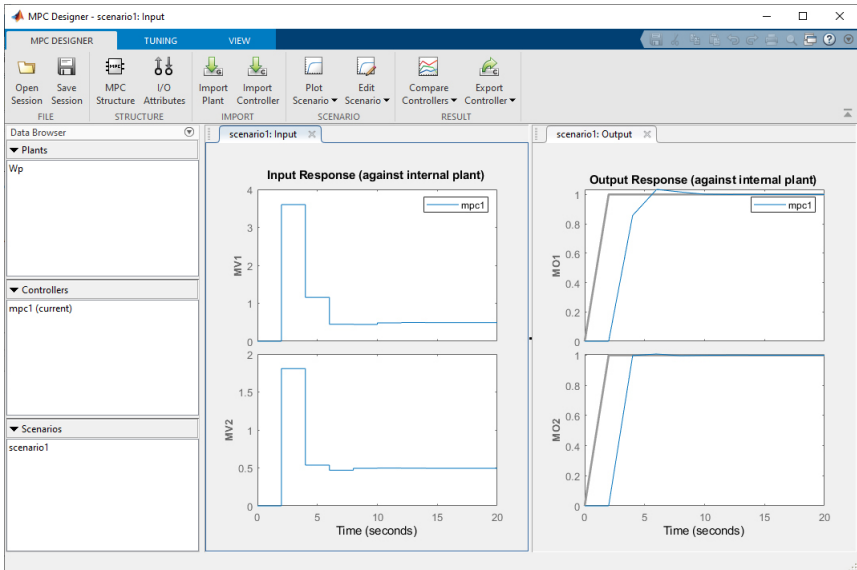 MPC Designer - scenario1: Input
MPC DESIGNER TUNING VIEW
Open Session
Save Session
MPC Structure
I/O Attributes
Import Plant
Import Controller
Plot Scenario
Edit Scenario
Compare Controllers
Export Controller
FILE STRUCTURE IMPORT SCENARIO RESULT
Data Browser
Plants
Wp
Controllers
mpc1 (current)
Scenarios
scenario1
scenario1: Input
Input Response (against internal plant)
mpc1
MV1
4
3
2
1
0
MV2
2
1.5
1
0.5
0
0 5 10 15 20
Time (seconds)
scenario1: Output
Output Response (against internal plant)
mpc1
MO1
1
0.8
0.6
0.4
0.2
0
MO2
1
0.8
0.6
0.4
0.2
0
0 5 10 15 20
Time (seconds)